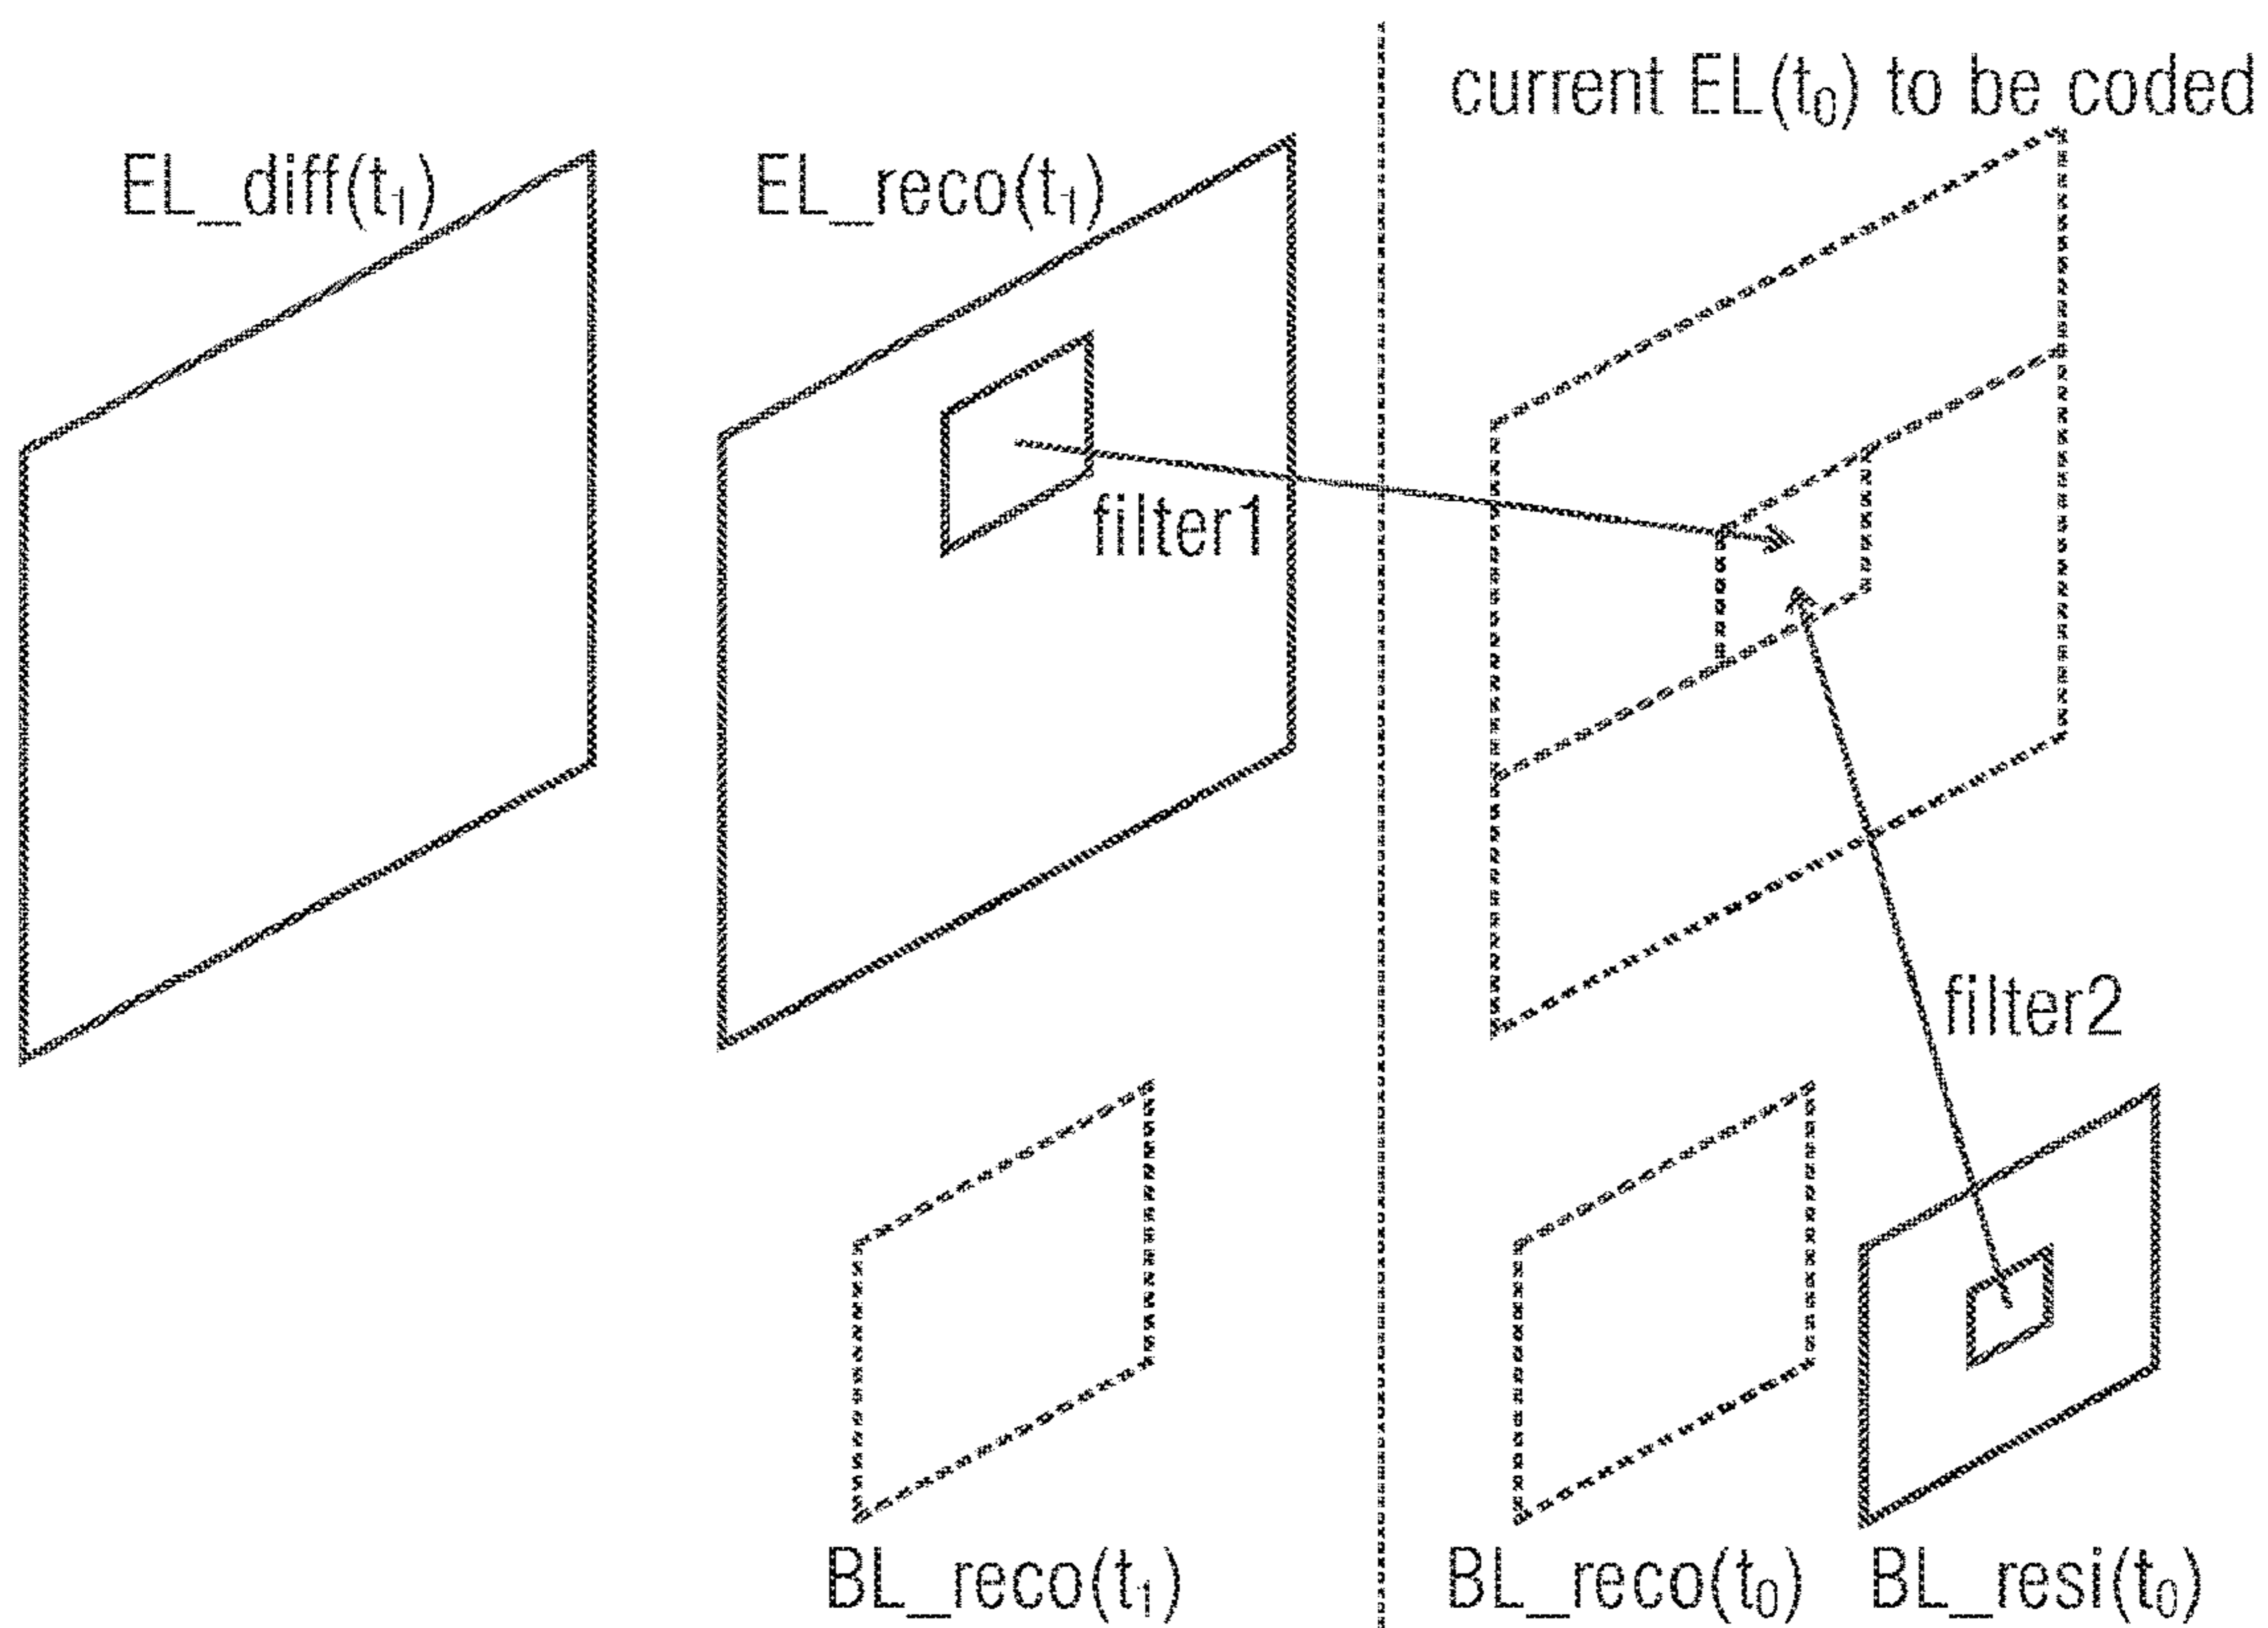 current EL(t₀) to be coded
EL_diff(t₁)
EL_reco(t₁)
filter1
filter2
BL_reco(t₁)
BL_reco(t₀)
BL_resi(t₀)